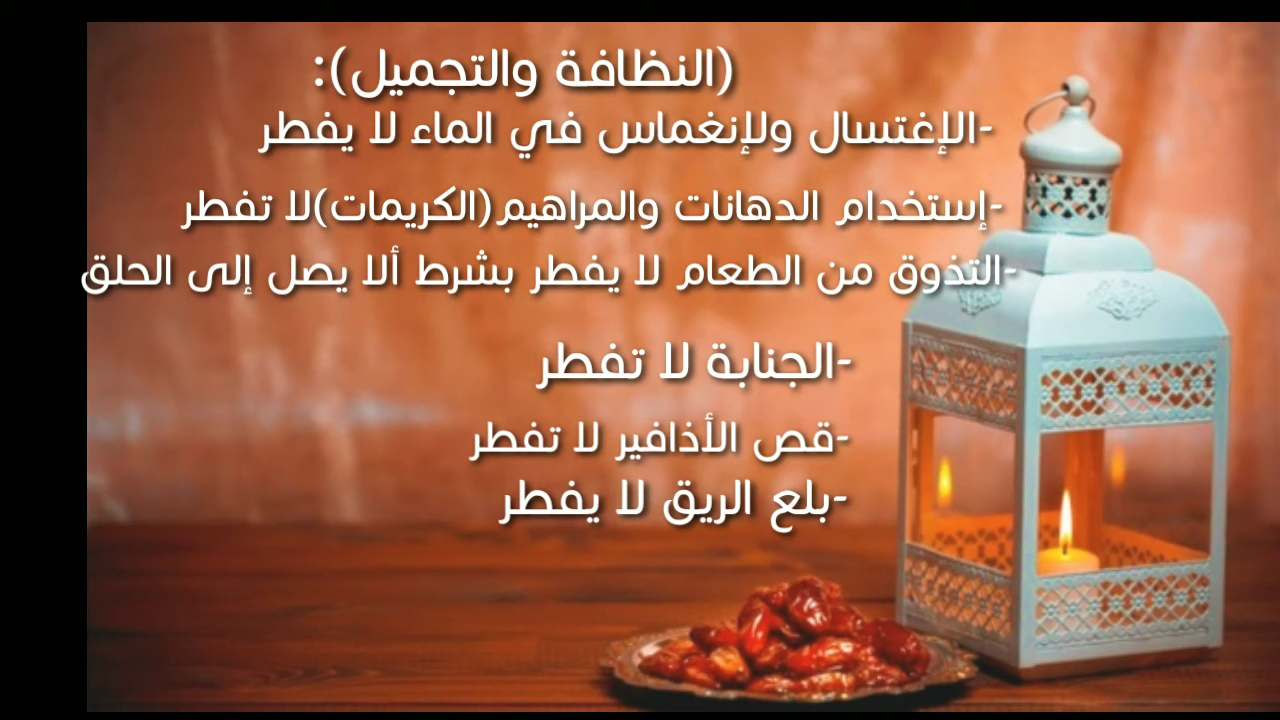 (النظافة والتجميل):
-الإغتسال ولإنغماس في الماء لا يفطر
-إستخدام الدهانات والمراهيم(الكريمات)لا تفطر
-التذوق من الطعام لا يفطر بشرط ألا يصل إلى الحلق
-الجنابة لا تفطر
-قص الأذافير لا تفطر
-بلع الريق لا يفطر